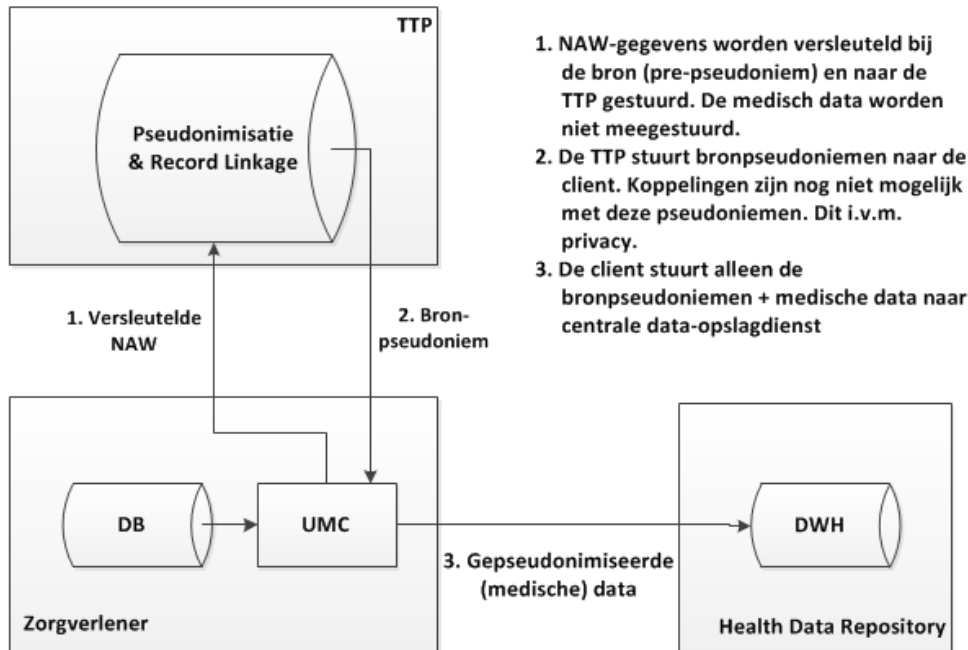 TTP
Pseudonimisatie
& Record Linkage
1. NAW-gegevens worden versleuteld bij
de bron (pre-pseudoniem) en naar de
TTP gestuurd. De medisch data worden
niet meegestuurd.
2. De TTP stuurt bronpseudoniemen naar de
client. Koppelingen zijn nog niet mogelijk
met deze pseudoniemen. Dit i.v.m.
privacy.
3. De client stuurt alleen de
bronpseudoniemen + medische data naar
centrale data-opslagdienst
1. Versleutelde
NAW
2. Bron-
pseudoniem
DB
UMC
3. Gepseudonimiseerde
(medische) data
DWH
Zorgverlener
Health Data Repository